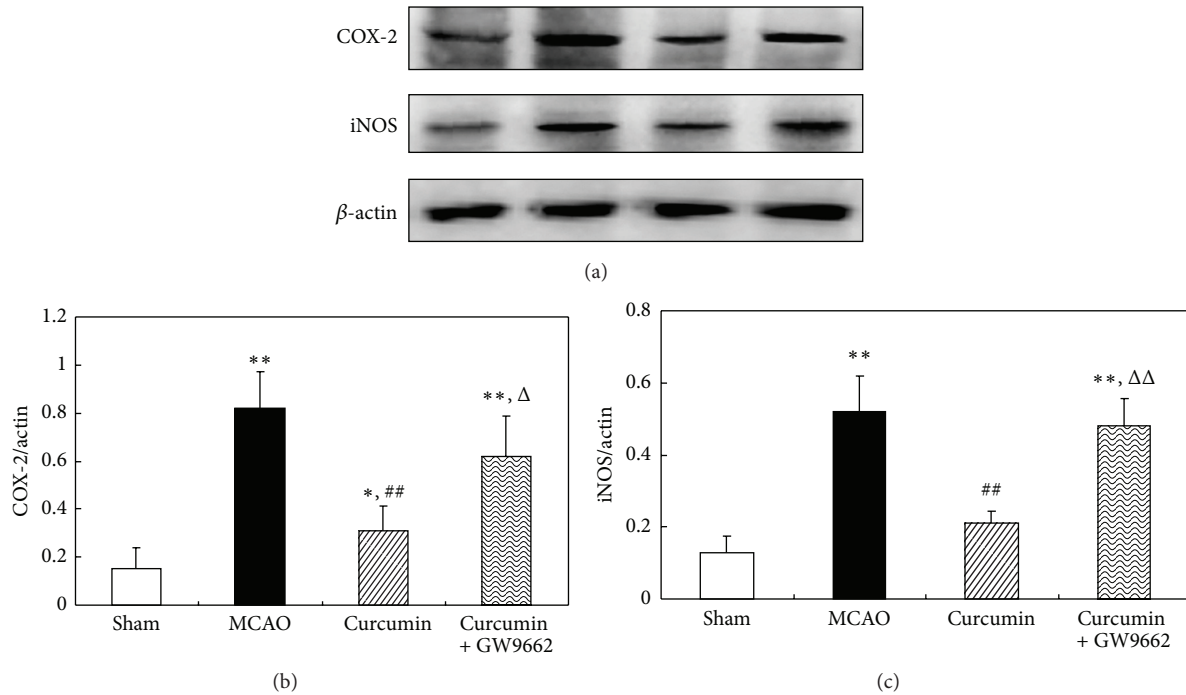 COX-2
iNOS
β-actin
(a)
1.2
1
0.8
0.6
0.4
0.2
0
COX-2/actin
**
*, ##
**, Δ
Sham
MCAO
Curcumin
Curcumin
+ GW9662
(b)
0.8
0.6
0.4
0.2
0
iNOS/actin
**
##
**, ΔΔ
Sham
MCAO
Curcumin
Curcumin
+ GW9662
(c)